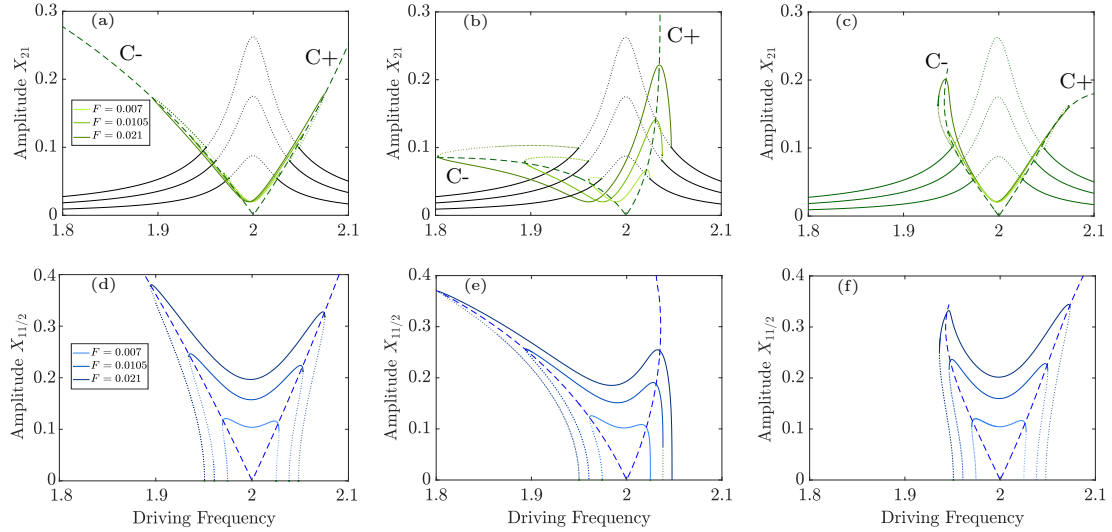 (a)
Amplitude X₂₁
0.3
0.2
0.1
0
C-
C+
F = 0.007
F = 0.0105
F = 0.021
1.8
1.9
2
2.1
(b)
Amplitude X₂₁
0.3
0.2
0.1
0
C-
C+
1.8
1.9
2
2.1
(c)
Amplitude X₂₁
0.3
0.2
0.1
0
C-
C+
1.8
1.9
2
2.1
(d)
Amplitude X₁₁/₂
0.4
0.3
0.2
0.1
0
F = 0.007
F = 0.0105
F = 0.021
1.8
1.9
2
2.1
Driving Frequency
(e)
Amplitude X₁₁/₂
0.4
0.3
0.2
0.1
0
1.8
1.9
2
2.1
Driving Frequency
(f)
Amplitude X₁₁/₂
0.4
0.3
0.2
0.1
0
1.8
1.9
2
2.1
Driving Frequency